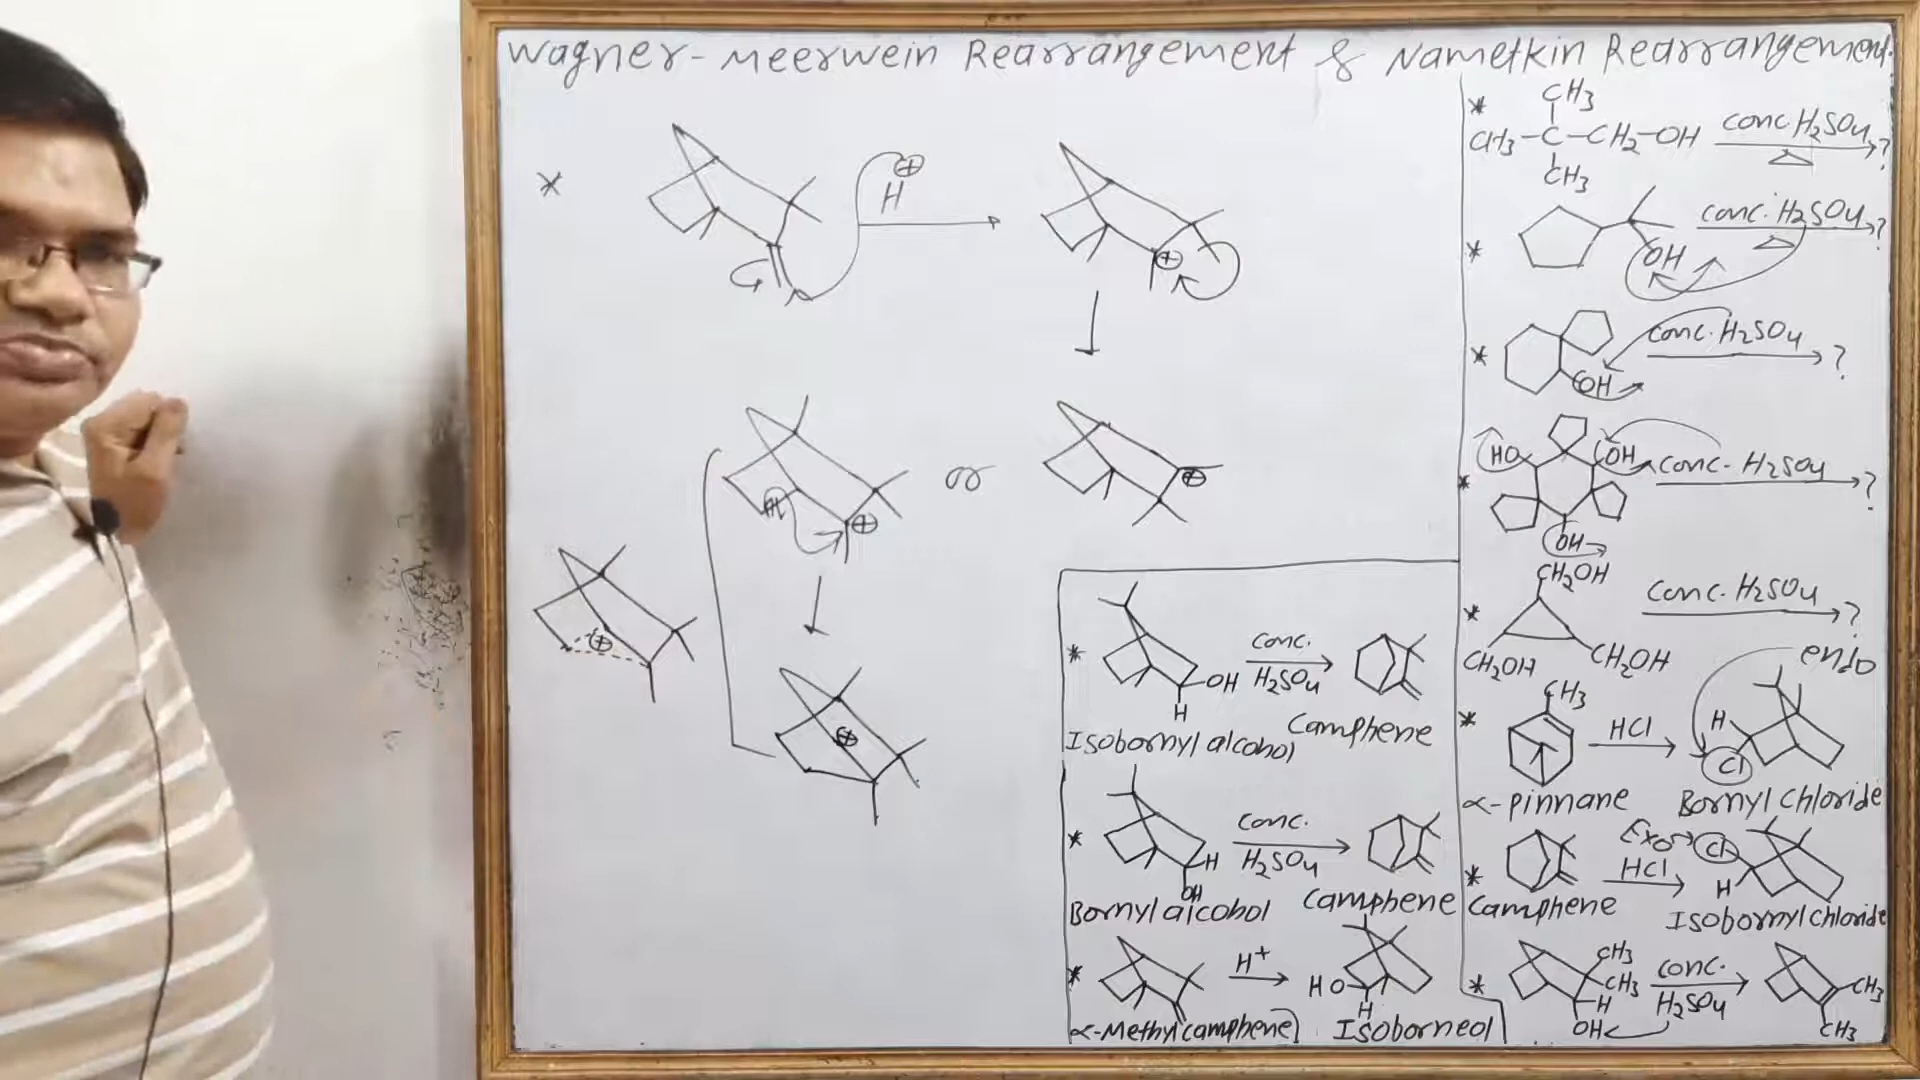 Wagner-Meerwein Rearrangement & Nametkin Rearrangement
*
H ⊕
⊕
or
⊕
H
⊕
⊕
⊕
* CH3
CH3-C-CH2-OH conc. H2SO4 ?
△
CH3
* OH conc. H2SO4 ?
△
* OH conc. H2SO4 ?
* HO OH conc. H2SO4 ?
OH
* CH2OH conc. H2SO4 ?
CH2OH CH2OH
* CH3 HCl endo
H Cl
α-pinnane Bornyl chloride
* HCl Exo Cl
H
Camphene Isobornyl chloride
* CH3 CH3 H OH conc. H2SO4 CH3
CH3
* OH H conc. H2SO4
Isobornyl alcohol Camphene
* H OH conc. H2SO4
Bornyl alcohol Camphene
* H+ HO H
α-Methyl camphene Isoborneol